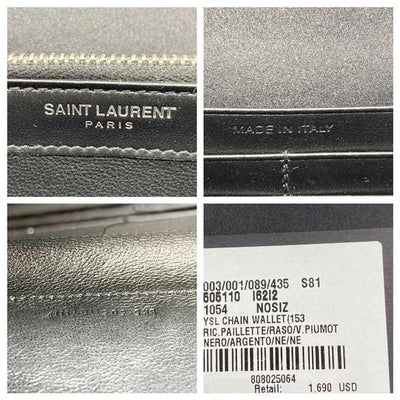 SAINT LAURENT
PARIS
MADE IN ITALY
003/001/089/435 S81
505110 I62I2
1054 NOSIZ
YSL CHAIN WALLET(153
RIC.PAILLETTE/RASO/V.PIUMOT
NERO/ARGENTO/NE/NE
808025064
Retail: 1,690 USD